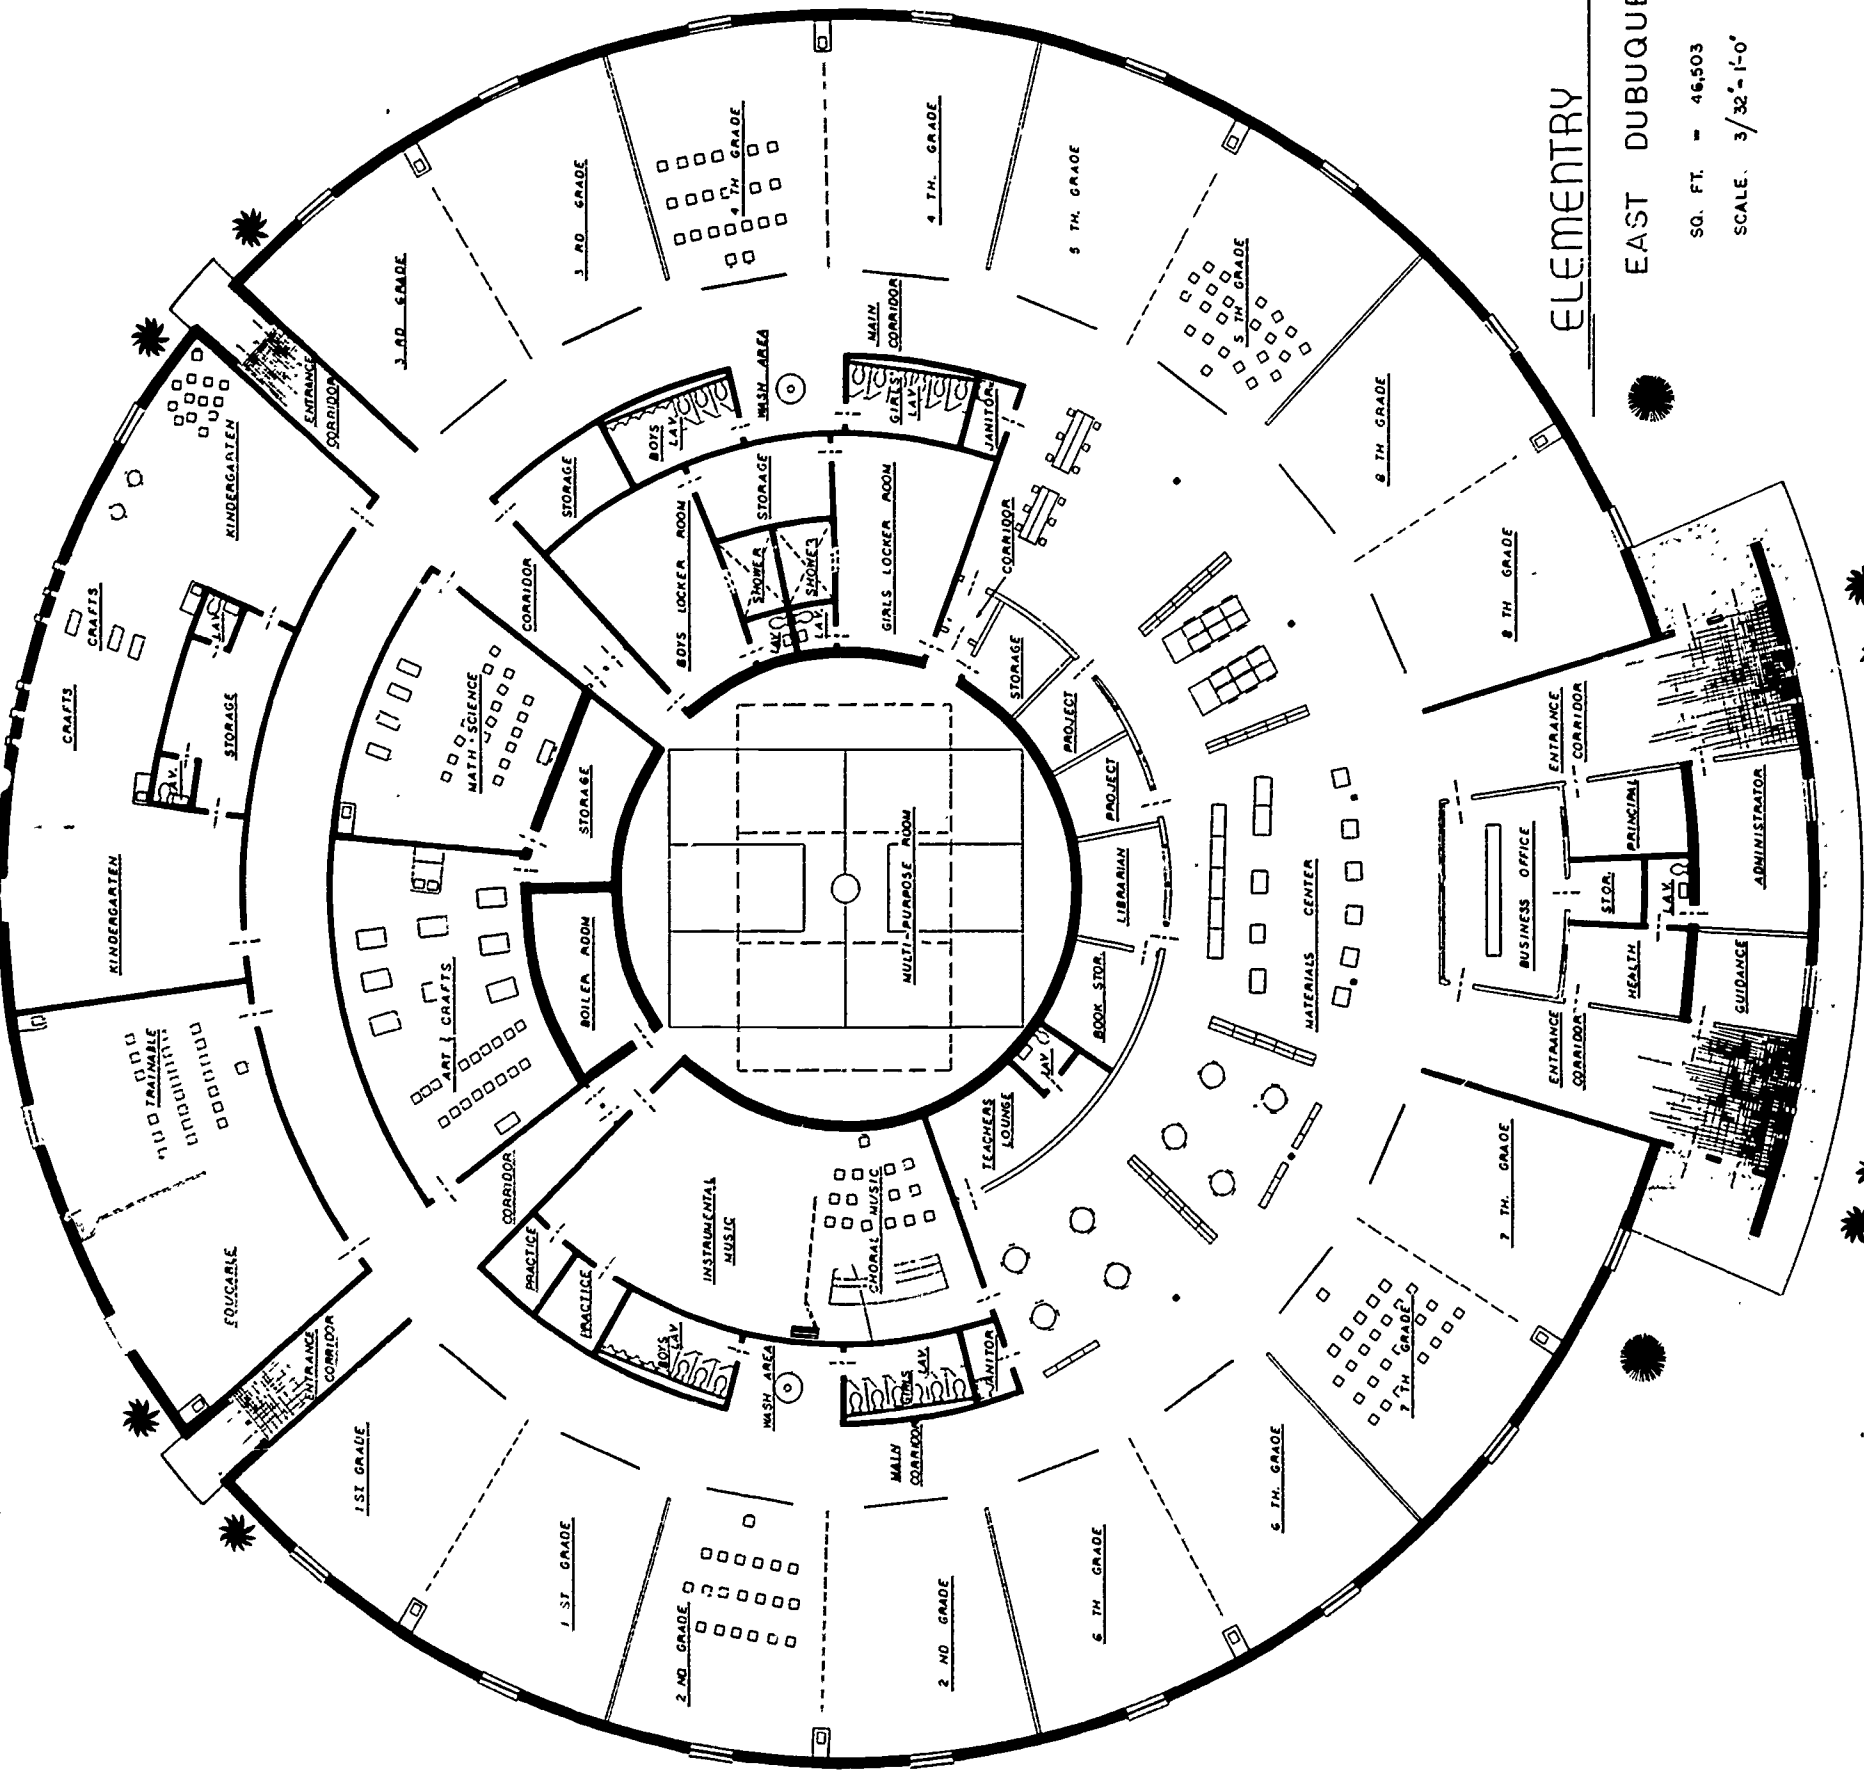 ELEMENTRY
EAST DUBUQUE
SQ. FT. = 46,503
SCALE. 3/32"=1'-0"
KINDERGARTEN
CRAFTS
CRAFTS
KINDERGARTEN
LAV.
LAV.
STORAGE
TRAINABLE
ENTRANCE
CORRIDOR
ENTRANCE
CORRIDOR
3 RD GRADE
3 RD GRADE
4 TH GRADE
4 TH. GRADE
5 TH. GRADE
5 TH GRADE
8 TH GRADE
8 TH GRADE
MAIN
CORRIDOR
WASH AREA
BOYS
LAV.
GIRLS
LAV.
JANITOR
STORAGE
STORAGE
BOYS LOCKER ROOM
SHOWER
SHOWER
LAV.
LAV.
GIRLS LOCKER ROOM
CORRIDOR
CORRIDOR
MATH-SCIENCE
STORAGE
BOILER ROOM
ART & CRAFTS
MULTI-PURPOSE ROOM
STORAGE
PROJECT
PROJECT
LIBRARIAN
BOOK STOR.
LAV.
TEACHERS
LOUNGE
MATERIALS CENTER
ENTRANCE
CORRIDOR
PRINCIPAL
ADMINISTRATOR
BUSINESS OFFICE
STOR.
LAV.
HEALTH
GUIDANCE
ENTRANCE
CORRIDOR
CORRIDOR
PRACTICE
PRACTICE
INSTRUMENTAL
MUSIC
CHORAL MUSIC
BOYS
LAV
WASH AREA
GIRLS
LAV.
JANITOR
MAIN
CORRIDOR
1 ST GRADE
1 ST GRADE
2 ND GRADE
2 ND GRADE
6 TH GRADE
6 TH. GRADE
7 TH GRADE
7 TH. GRADE